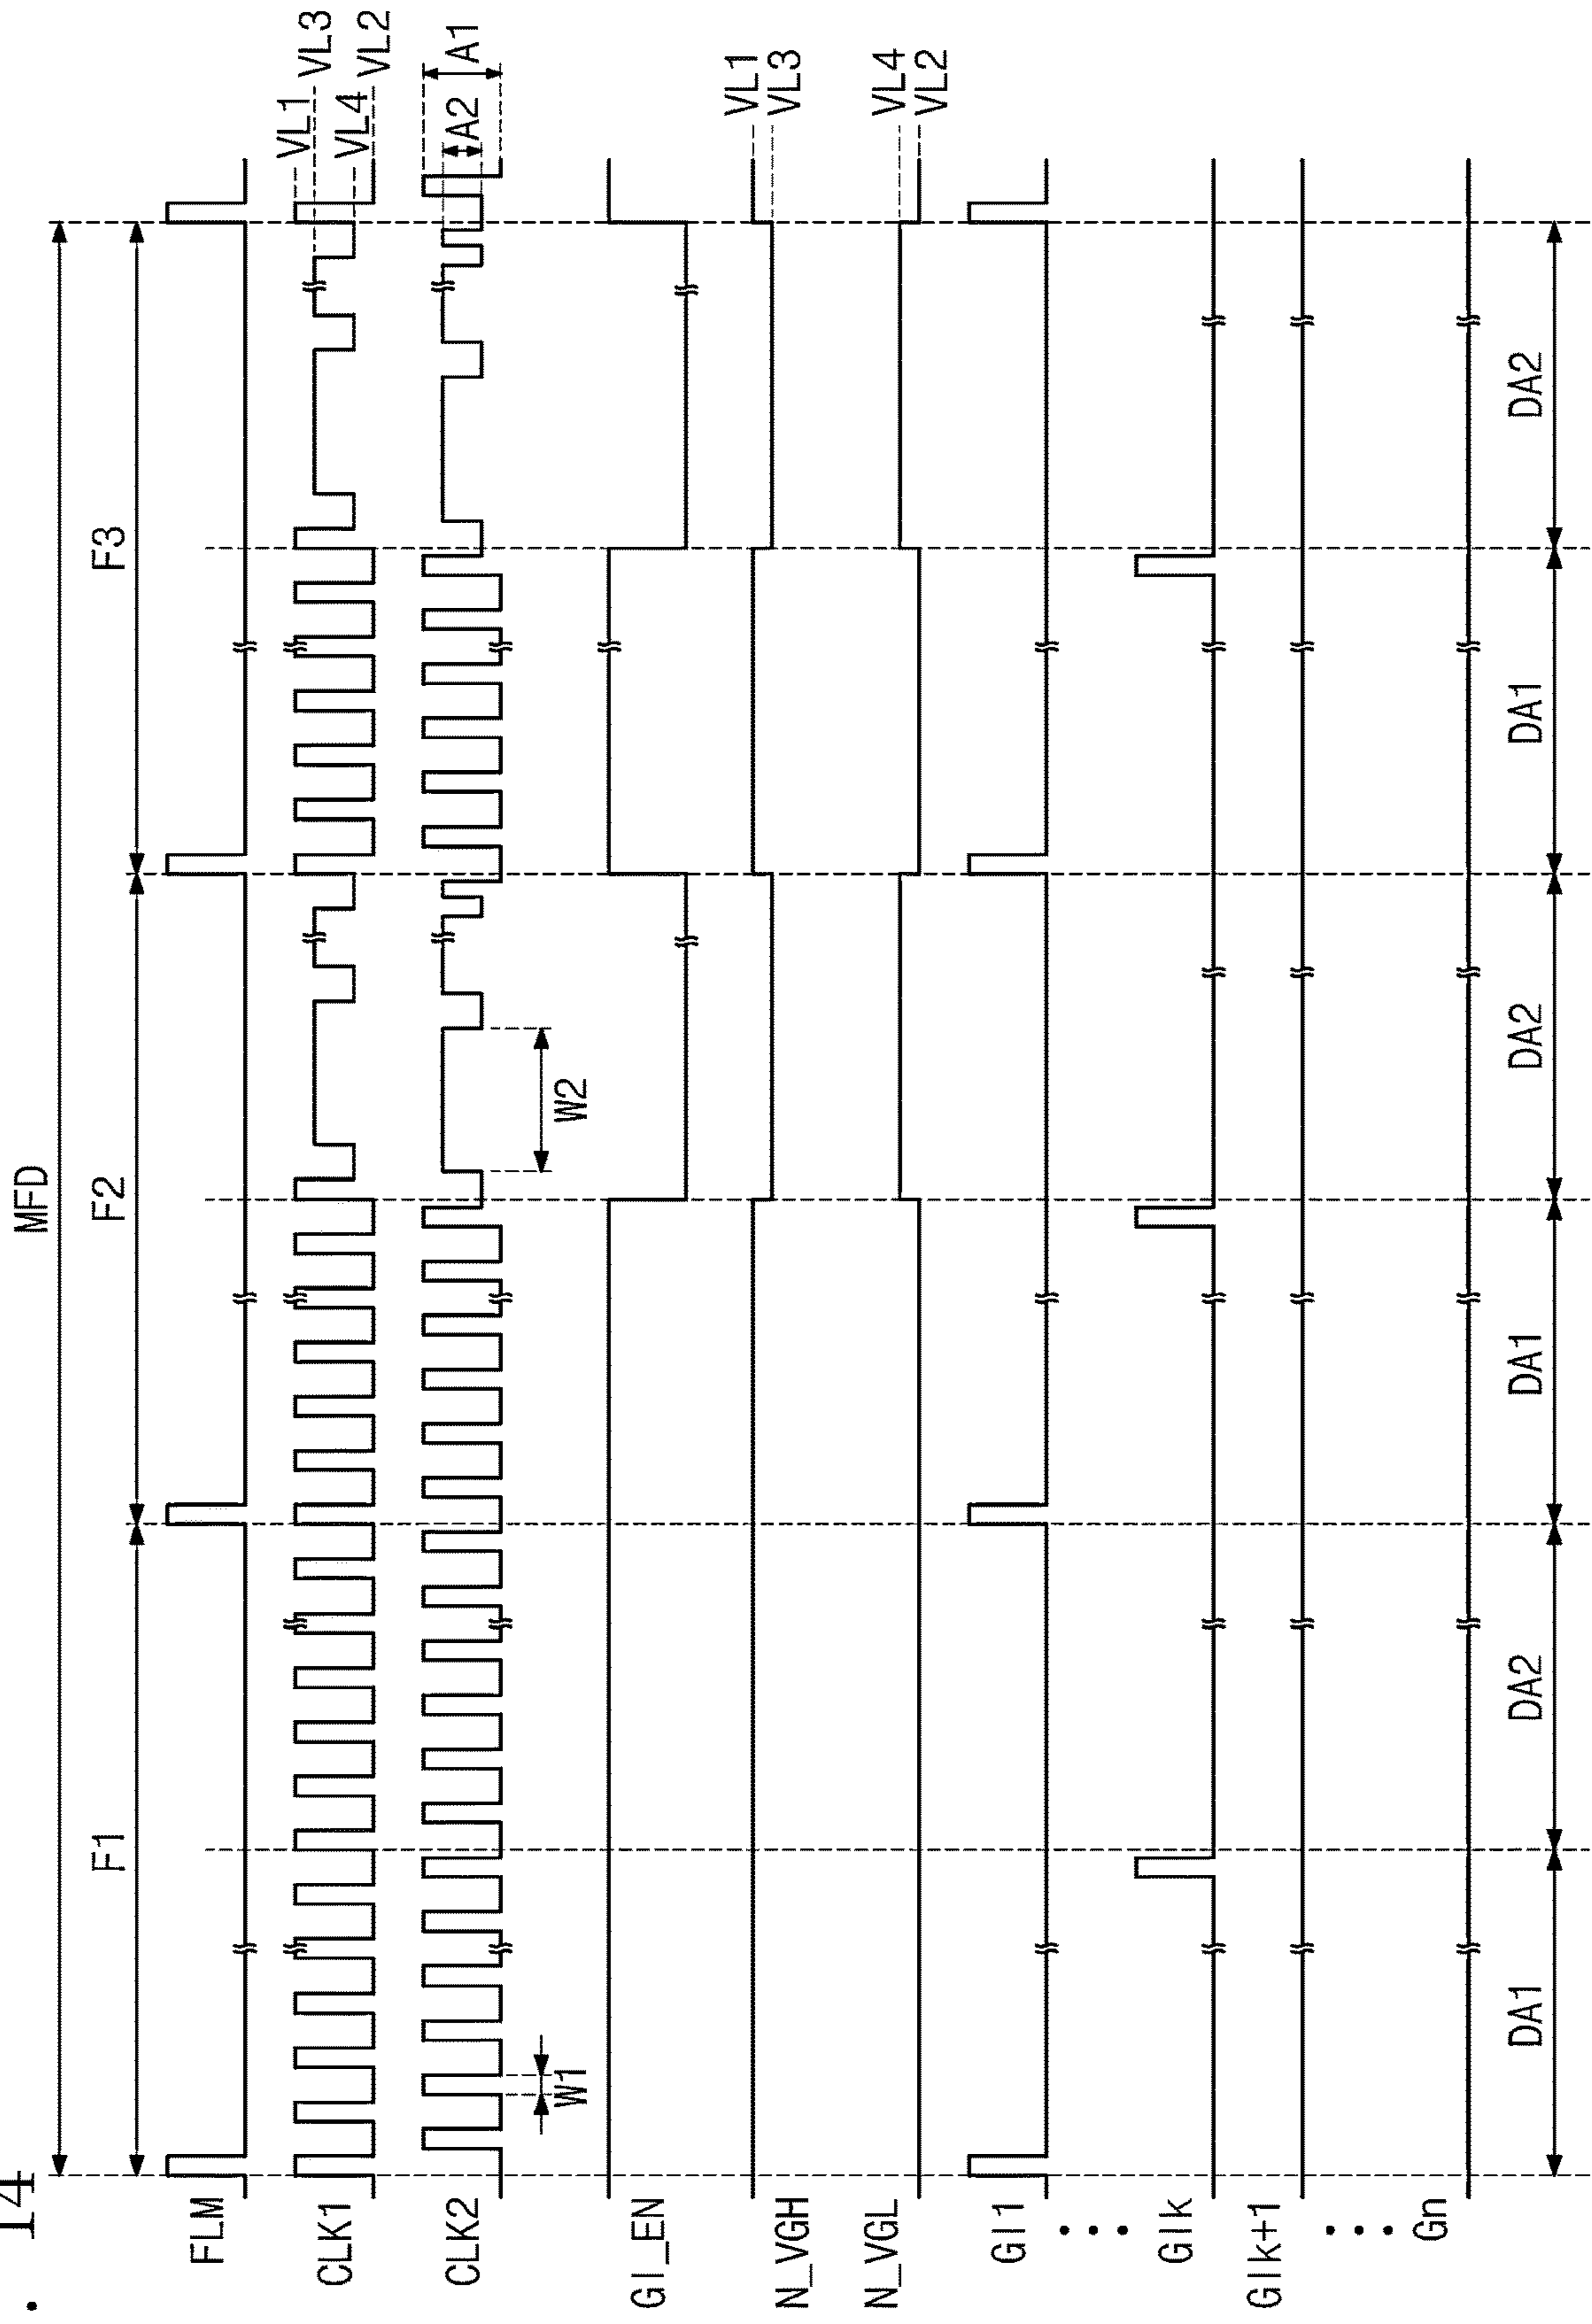 . 14
MFD
F1
F2
F3
FLM
CLK1
VL1
VL3
VL4
VL2
CLK2
A2
A1
W1
W2
GI_EN
N_VGH
VL1
VL3
N_VGL
VL4
VL2
GI1
GIk
GIk+1
Gn
DA1
DA2
DA1
DA2
DA1
DA2